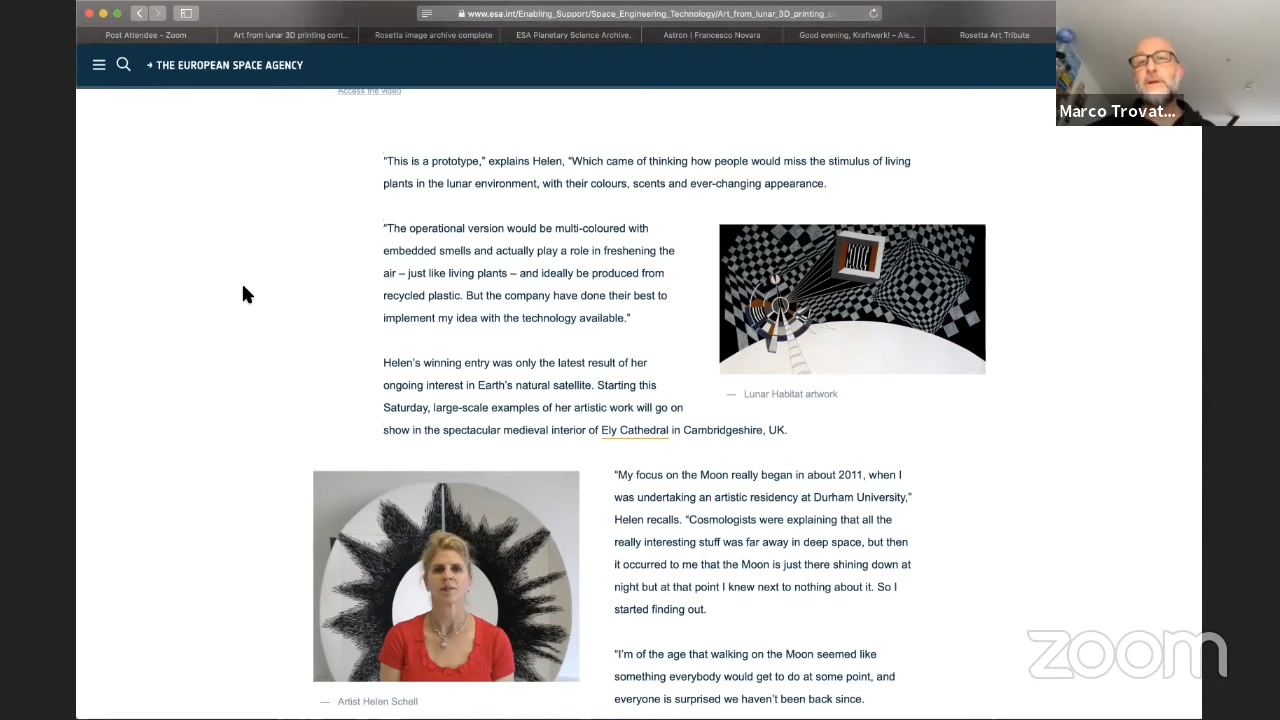 www.esa.int/Enabling_Support/Space_Engineering_Technology/Art_from_lunar_3D_printing_cc
Post Attendee – Zoom
Art from lunar 3D printing cont...
Rosetta image archive complete
ESA Planetary Science Archive.
Astron | Francesco Novara
Good evening, Kraftwerk! – Ale...
Rosetta Art Tribute
→ THE EUROPEAN SPACE AGENCY
Access the video
Marco Trovat...
"This is a prototype," explains Helen, "Which came of thinking how people would miss the stimulus of living
plants in the lunar environment, with their colours, scents and ever-changing appearance.
"The operational version would be multi-coloured with
embedded smells and actually play a role in freshening the
air – just like living plants – and ideally be produced from
recycled plastic. But the company have done their best to
implement my idea with the technology available."
— Lunar Habitat artwork
Helen's winning entry was only the latest result of her
ongoing interest in Earth's natural satellite. Starting this
Saturday, large-scale examples of her artistic work will go on
show in the spectacular medieval interior of Ely Cathedral in Cambridgeshire, UK.
"My focus on the Moon really began in about 2011, when I
was undertaking an artistic residency at Durham University,"
Helen recalls. "Cosmologists were explaining that all the
really interesting stuff was far away in deep space, but then
it occurred to me that the Moon is just there shining down at
night but at that point I knew next to nothing about it. So I
started finding out.
"I'm of the age that walking on the Moon seemed like
something everybody would get to do at some point, and
everyone is surprised we haven't been back since.
— Artist Helen Schell
zoom